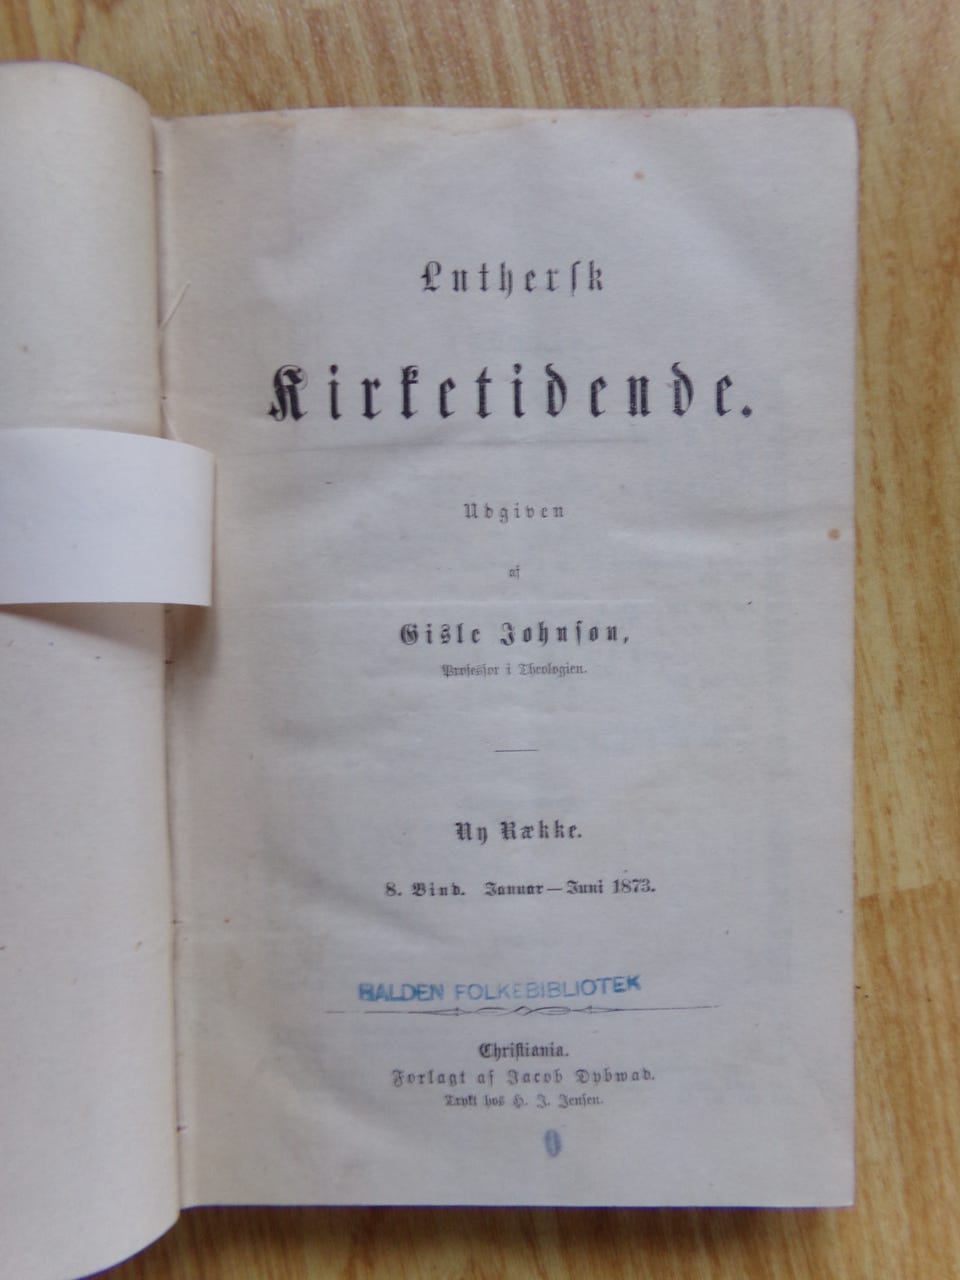 Luthersk
Kirketidende.
Udgiven
af
Gisle Johnson,
Professor i Theologien.
Ny Række.
8. Bind. Januar—Juni 1873.
HALDEN FOLKEBIBLIOTEK
Christiania.
Forlagt af Jacob Dybwad.
Trykt hos H. J. Jensen.
0